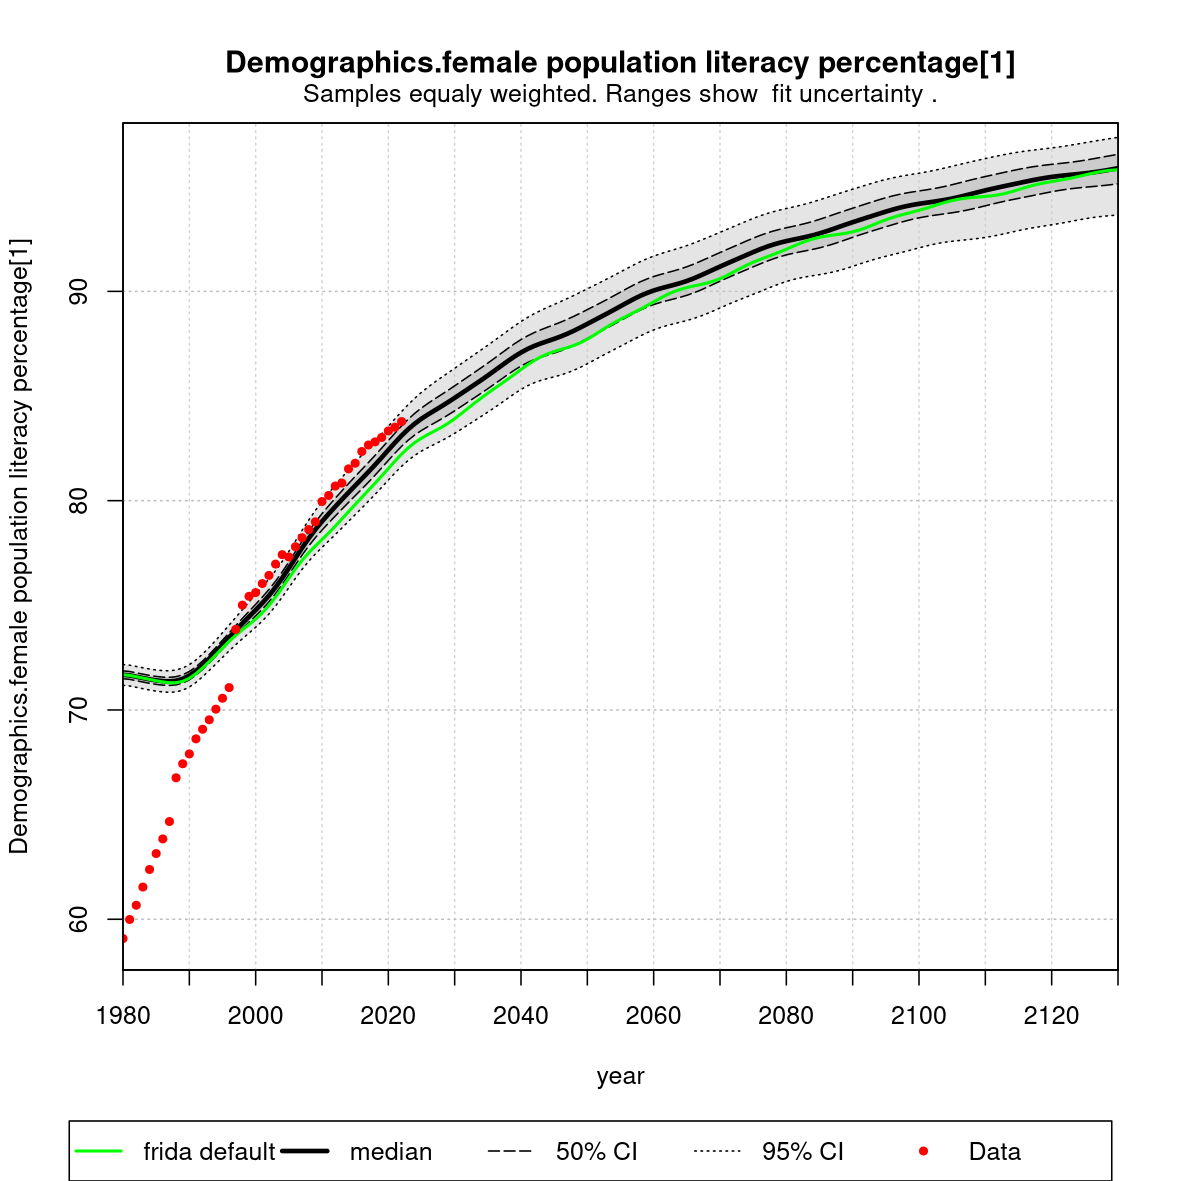 Demographics.female population literacy percentage[1]
Samples equaly weighted. Ranges show  fit uncertainty .
Demographics.female population literacy percentage[1]
90
80
70
60
1980 2000 2020 2040 2060 2080 2100 2120
year
frida default median 50% CI 95% CI Data